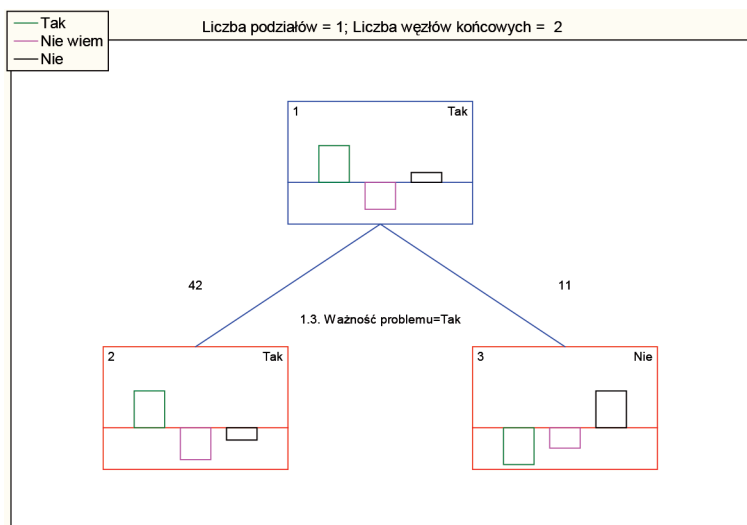 Tak
Nie wiem
Nie
Liczba podziałów = 1; Liczba węzłów końcowych = 2
1 Tak
42
11
1.3. Ważność problemu=Tak
2 Tak
3 Nie